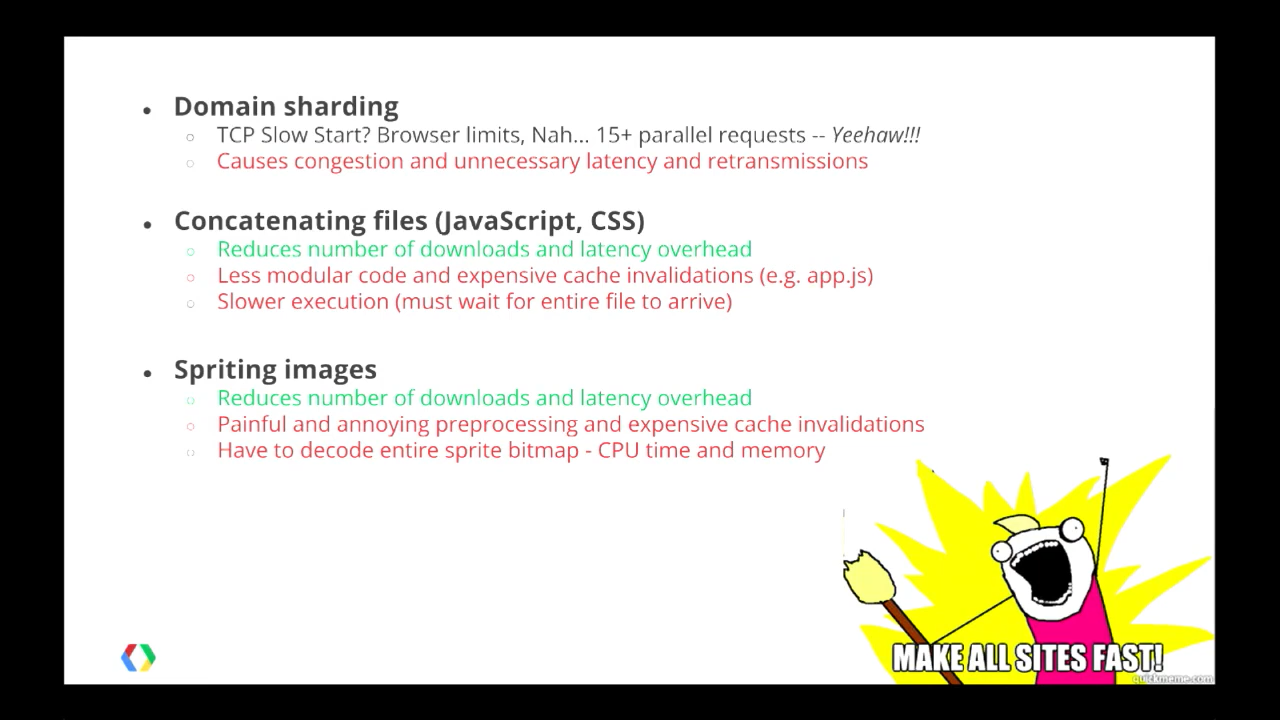 Domain sharding
TCP Slow Start? Browser limits, Nah... 15+ parallel requests -- Yeehaw!!!
Causes congestion and unnecessary latency and retransmissions
Concatenating files (JavaScript, CSS)
Reduces number of downloads and latency overhead
Less modular code and expensive cache invalidations (e.g. app.js)
Slower execution (must wait for entire file to arrive)
Spriting images
Reduces number of downloads and latency overhead
Painful and annoying preprocessing and expensive cache invalidations
Have to decode entire sprite bitmap - CPU time and memory
MAKE ALL SITES FAST!
quickmeme.com